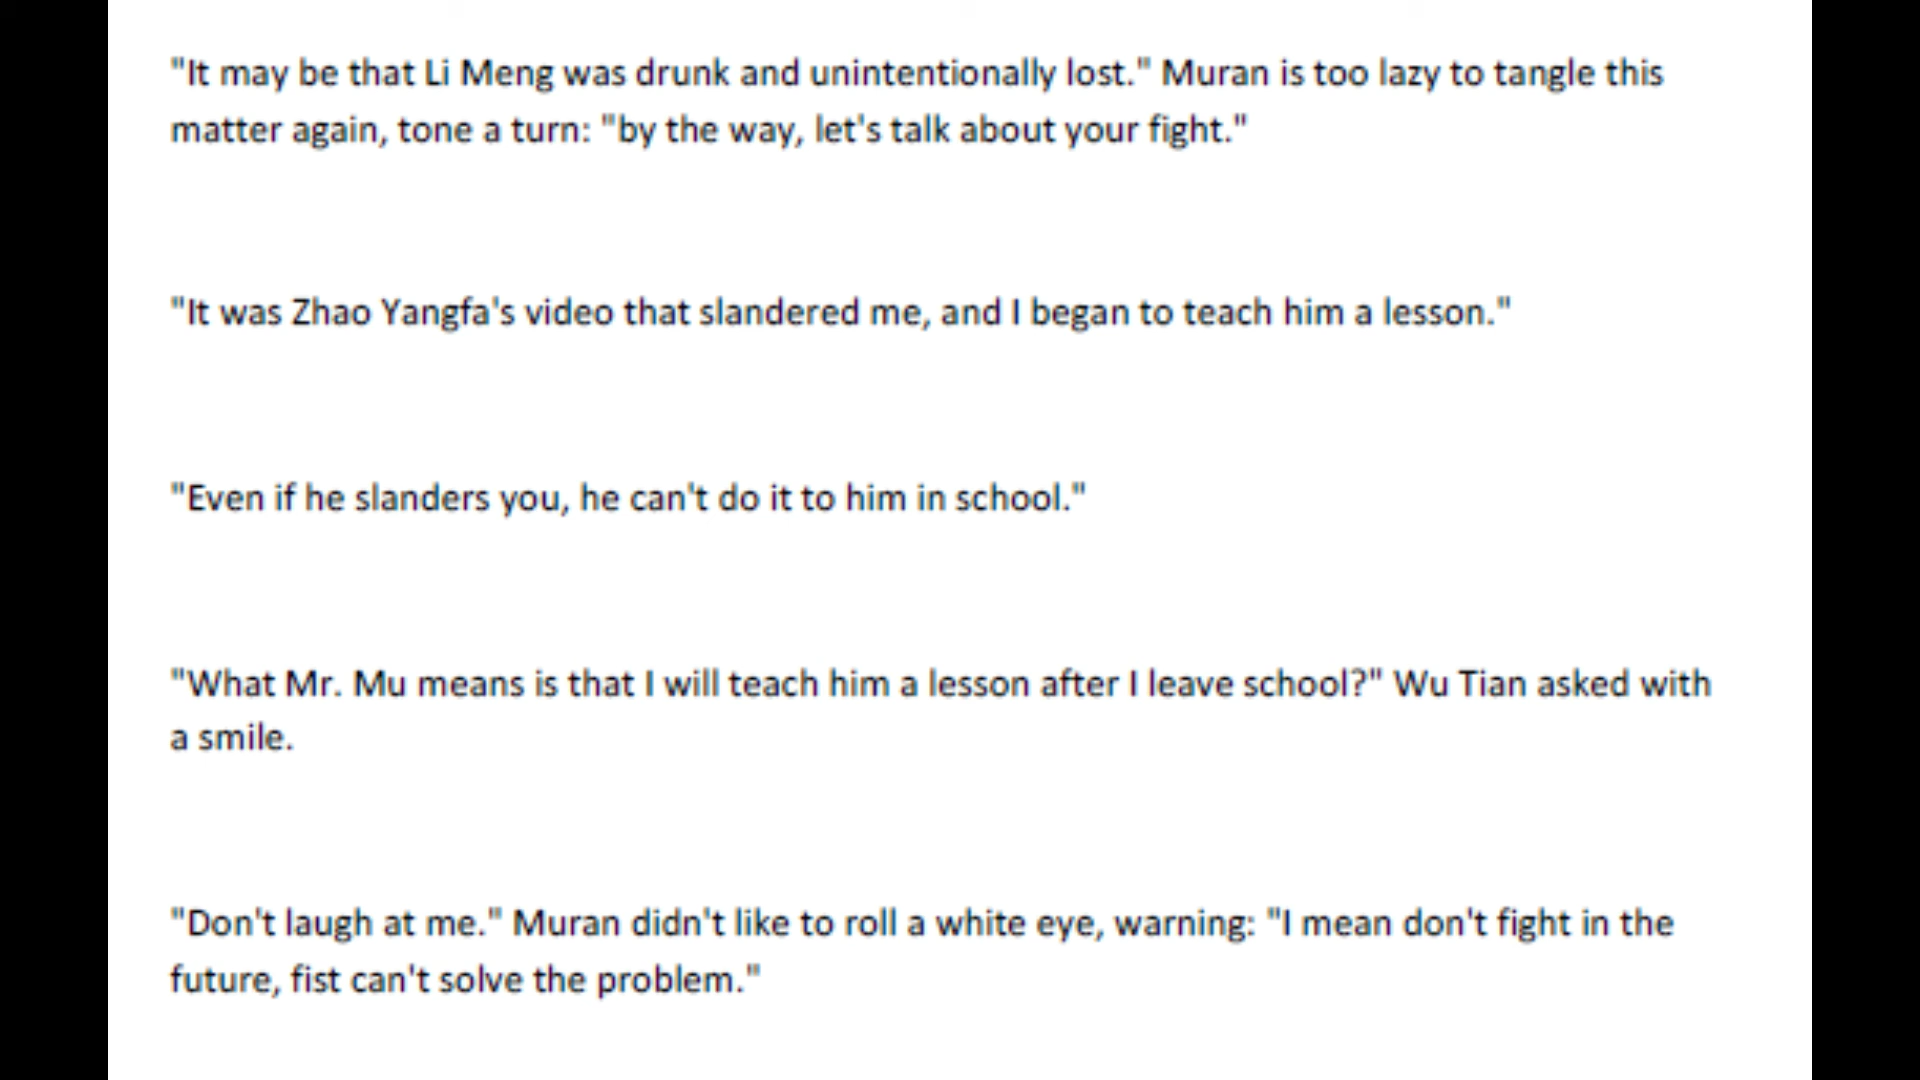 "It may be that Li Meng was drunk and unintentionally lost." Muran is too lazy to tangle this
matter again, tone a turn: "by the way, let's talk about your fight."
"It was Zhao Yangfa's video that slandered me, and I began to teach him a lesson."
"Even if he slanders you, he can't do it to him in school."
"What Mr. Mu means is that I will teach him a lesson after I leave school?" Wu Tian asked with
a smile.
"Don't laugh at me." Muran didn't like to roll a white eye, warning: "I mean don't fight in the
future, fist can't solve the problem."